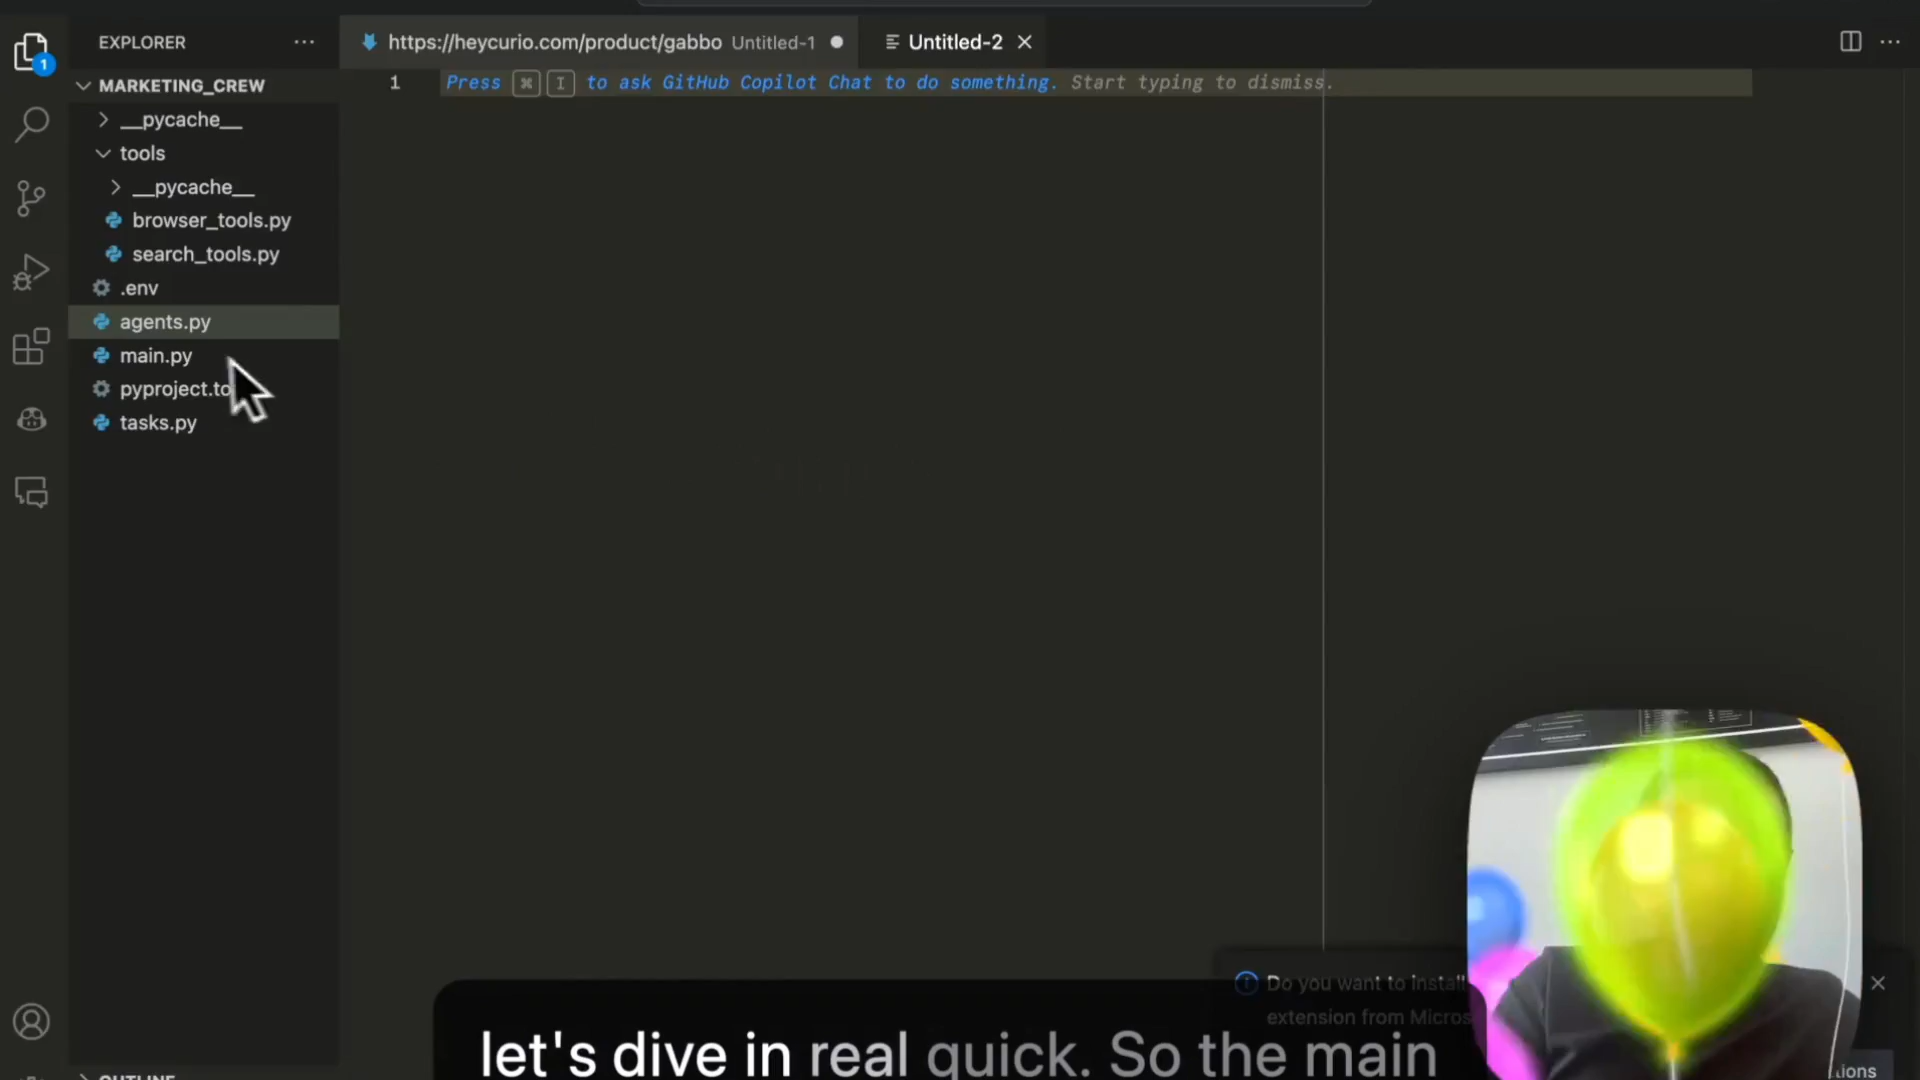 EXPLORER
https://heycurio.com/product/gabbo Untitled-1
Untitled-2
1
MARKETING_CREW
1
Press ⌘ I to ask GitHub Copilot Chat to do something. Start typing to dismiss.
__pycache__
tools
__pycache__
browser_tools.py
search_tools.py
.env
agents.py
main.py
pyproject.to
tasks.py
Do you want to install
extension from Micros
let's dive in real quick. So the main
OUTLINE